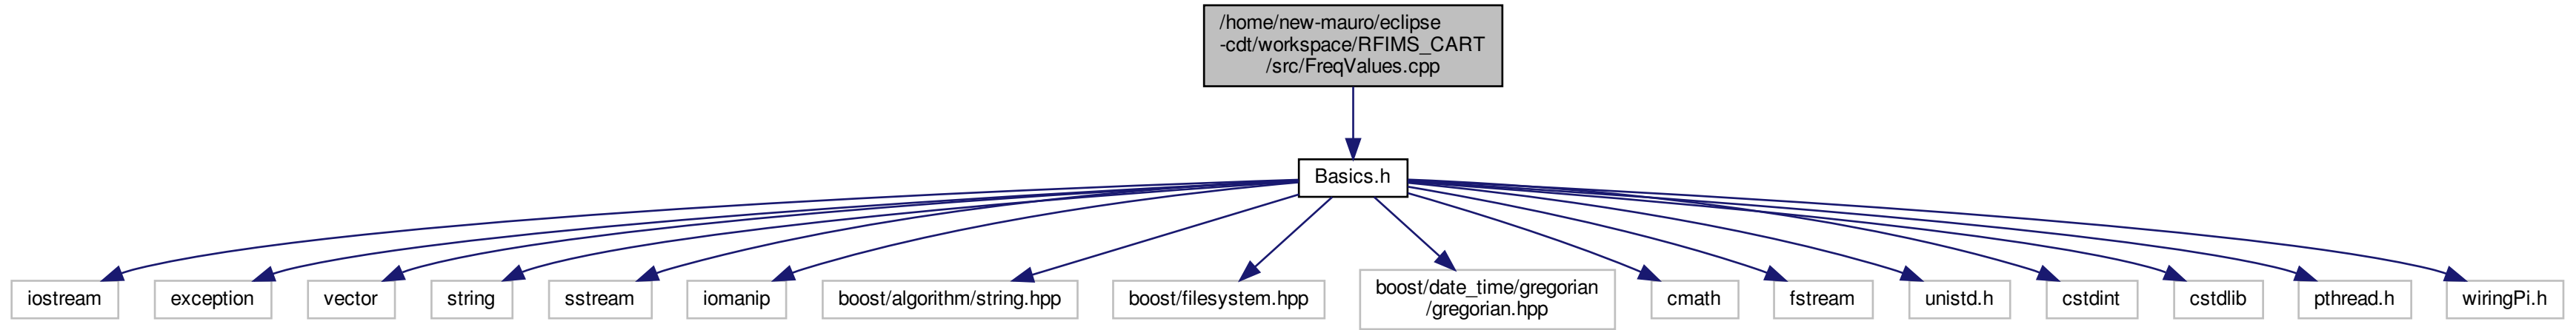 /home/new-mauro/eclipse
-cdt/workspace/RFIMS_CART
/src/FreqValues.cpp
Basics.h
iostream
exception
vector
string
sstream
iomanip
boost/algorithm/string.hpp
boost/filesystem.hpp
boost/date_time/gregorian
/gregorian.hpp
cmath
fstream
unistd.h
cstdint
cstdlib
pthread.h
wiringPi.h